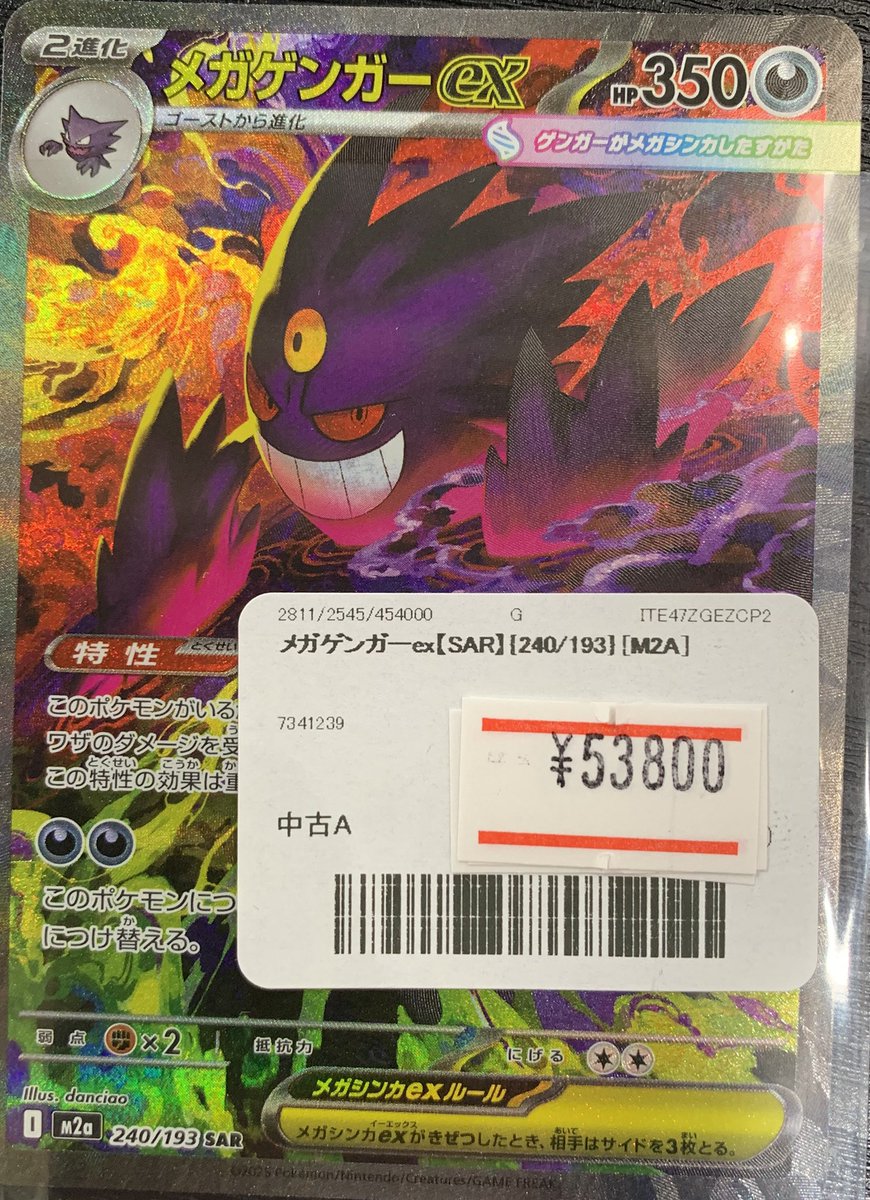 2進化
メガゲンガーex
HP350
ゴーストから進化
ゲンガーがメガシンカしたすがた
2811/2545/454000 G ITE47ZGEZCP2
メガゲンガーex【SAR】{240/193}[M2A]
7341239
¥53800
中古A
特性
とくせい
このポケモンがいる
ワザのダメージを受
この特性の効果は重
このポケモンにつ
につけ替える。
弱点 ×2 抵抗力 にげる
メガシンカexルール
メガシンカexがきぜつしたとき、相手はサイドを3枚とる。
Illus. danciao
I m2a 240/193 SAR
©2025 Pokémon/Nintendo/Creatures/GAME FREAK